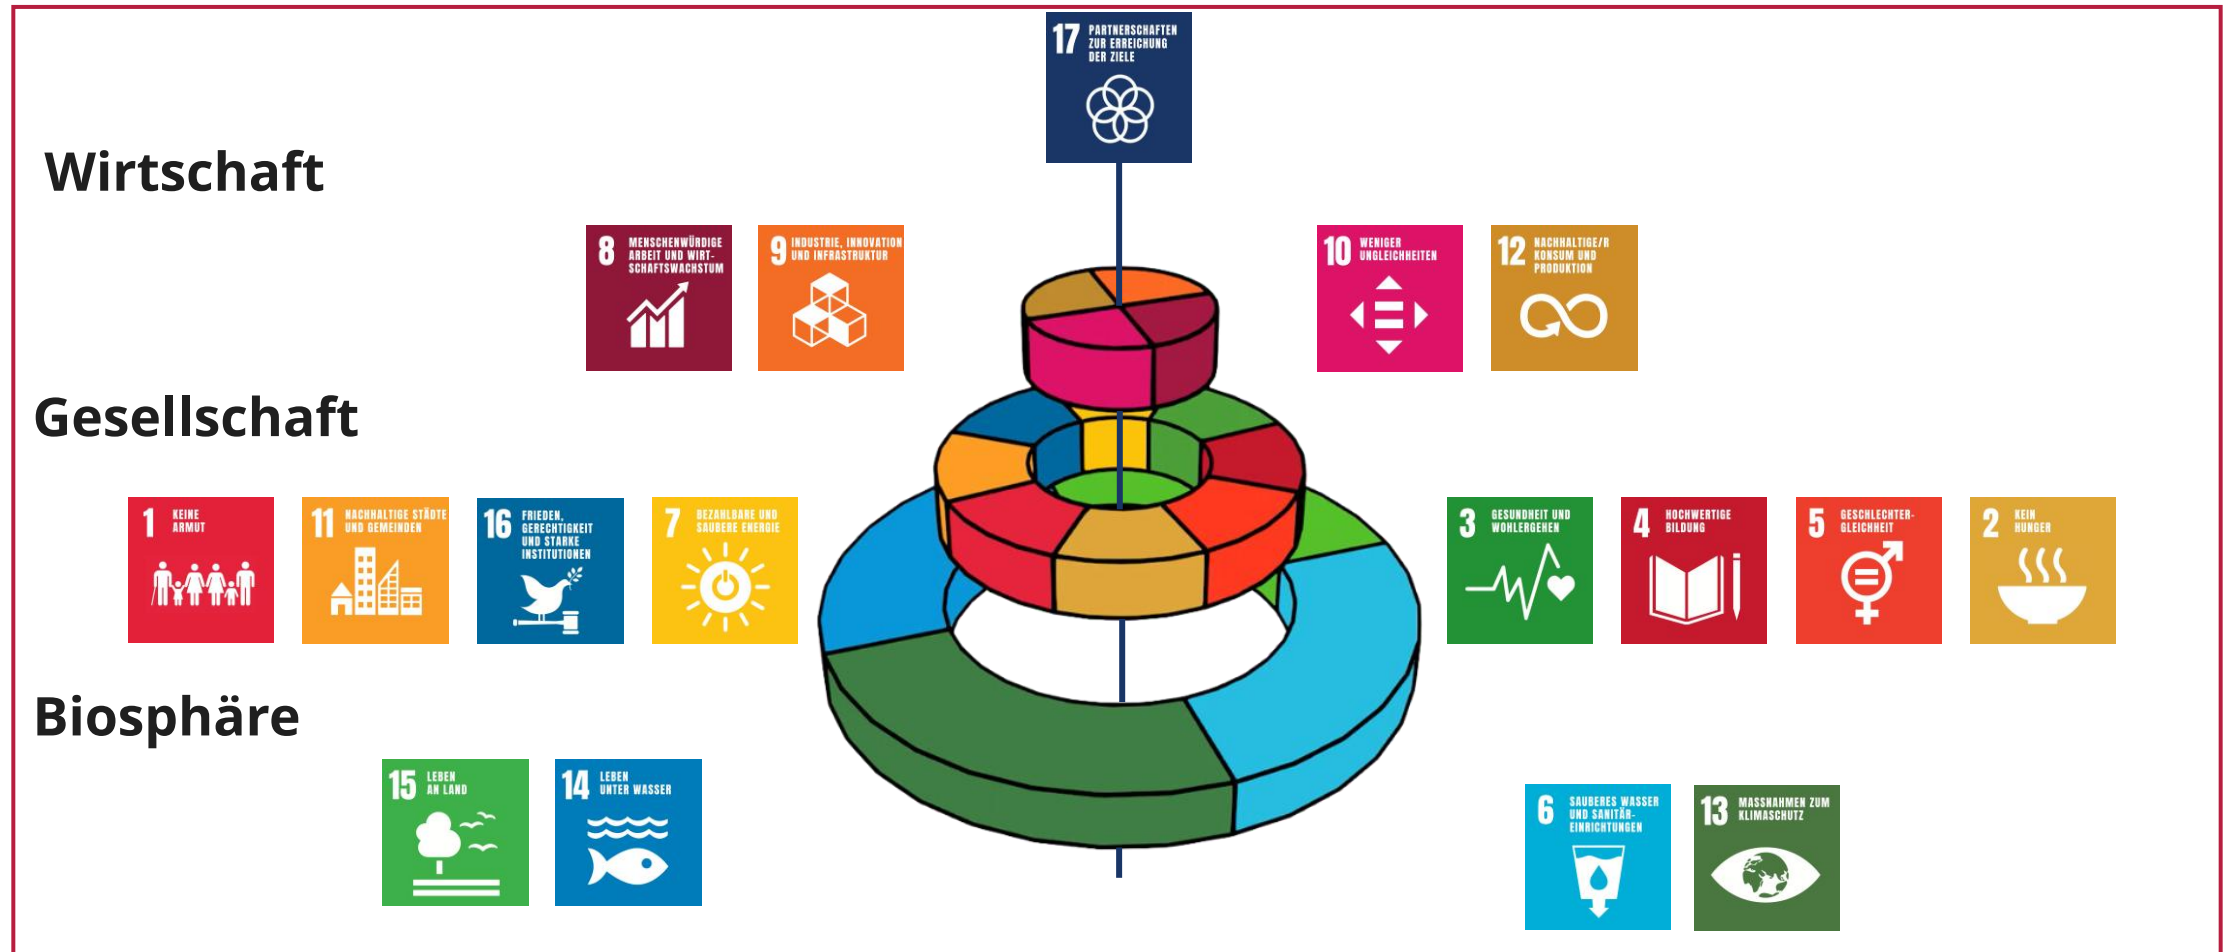 17 PARTNERSCHAFTEN
ZUR ERREICHUNG
DER ZIELE
Wirtschaft
8 MENSCHENWÜRDIGE
ARBEIT UND WIRT-
SCHAFTSWACHSTUM
9 INDUSTRIE, INNOVATION
UND INFRASTRUKTUR
10 WENIGER
UNGLEICHHEITEN
12 NACHHALTIGE/R
KONSUM UND
PRODUKTION
Gesellschaft
1 KEINE
ARMUT
11 NACHHALTIGE STÄDTE
UND GEMEINDEN
16 FRIEDEN,
GERECHTIGKEIT
UND STARKE
INSTITUTIONEN
7 BEZAHLBARE UND
SAUBERE ENERGIE
3 GESUNDHEIT UND
WOHLERGEHEN
4 HOCHWERTIGE
BILDUNG
5 GESCHLECHTER-
GLEICHHEIT
2 KEIN
HUNGER
Biosphäre
15 LEBEN
AN LAND
14 LEBEN
UNTER WASSER
6 SAUBERES WASSER
UND SANITÄR-
EINRICHTUNGEN
13 MASSNAHMEN ZUM
KLIMASCHUTZ